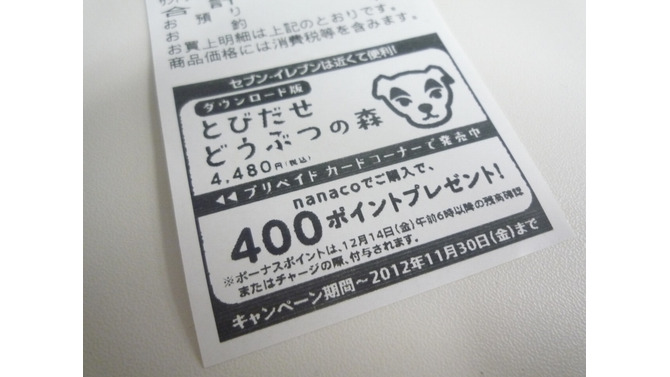 合計
お預り
お釣
お買上明細は上記のとおりです。
商品価格には消費税等を含みます。
セブン-イレブンは近くて便利!
ダウンロード版
とびだせ
どうぶつの森
4,480円(税込)
◀◀プリペイドカードコーナーで発売中
nanacoでご購入で、
400ポイントプレゼント!
※ボーナスポイントは、12月14日(金)午前6時以降の残高確認
またはチャージの際、付与されます。
キャンペーン期間～2012年11月30日(金)まで